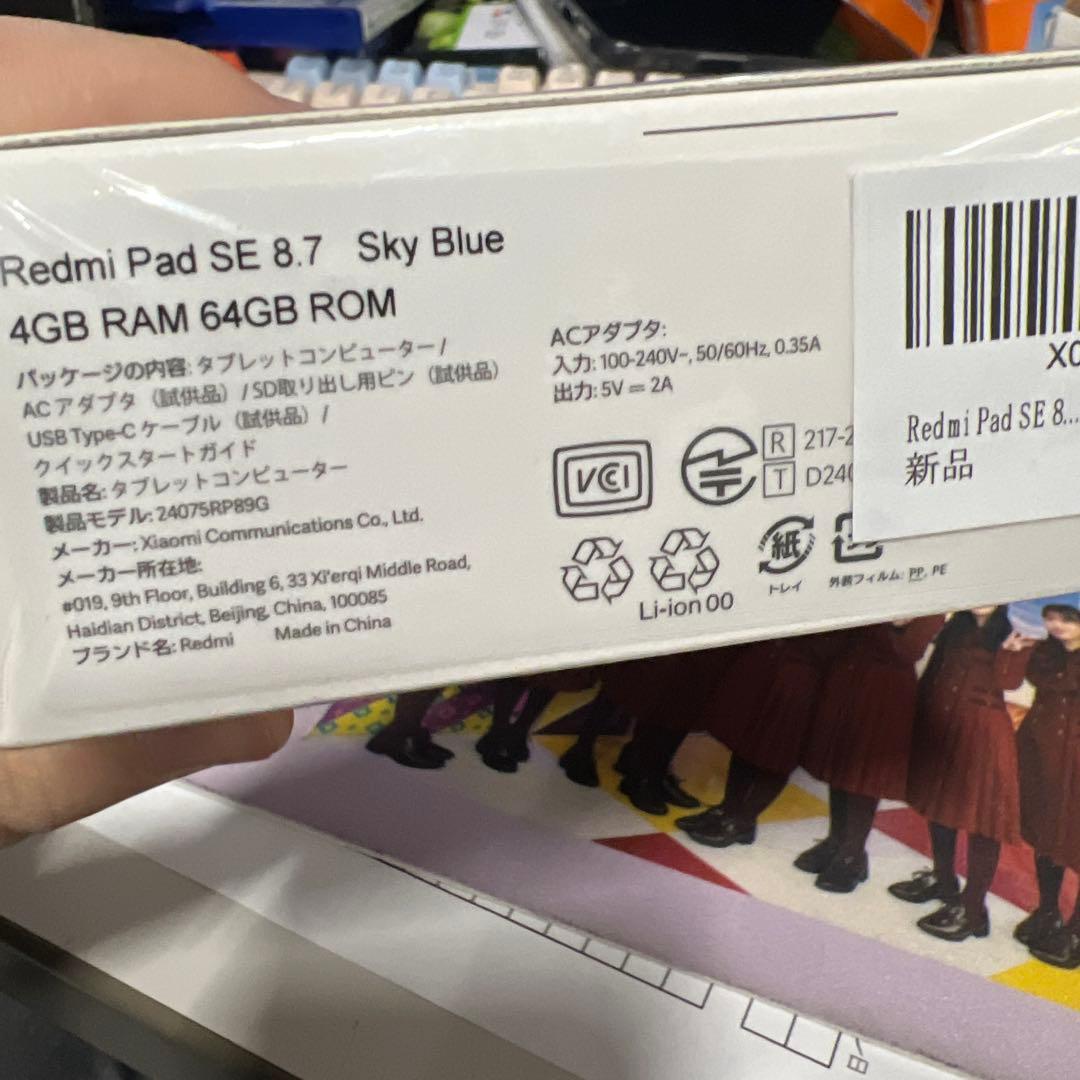 Redmi Pad SE 8.7 Sky Blue
4GB RAM 64GB ROM
パッケージの内容: タブレットコンピューター /
ACアダプタ（試供品）/ SD取り出し用ピン（試供品）
USB Type-C ケーブル（試供品）/
クイックスタートガイド
製品名: タブレットコンピューター
製品モデル: 24075RP89G
メーカー: Xiaomi Communications Co., Ltd.
メーカー所在地:
#019, 9th Floor, Building 6, 33 Xi'erqi Middle Road,
Haidian District, Beijing, China, 100085
ブランド名: Redmi Made in China
ACアダプタ:
入力: 100-240V~, 50/60Hz, 0.35A
出力: 5V ⎓ 2A
VCCI
R 217-2
T D240
Li-ion 00
紙
トレイ
外装フィルム: PP, PE
XC
Redmi Pad SE 8...
新品
日